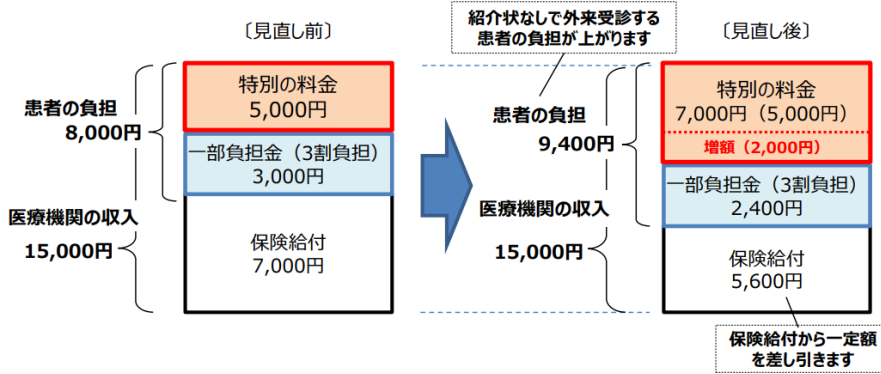 〔見直し前〕
特別の料金
5,000円
患者の負担
8,000円
一部負担金（3割負担）
3,000円
医療機関の収入
15,000円
保険給付
7,000円
紹介状なしで外来受診する
患者の負担が上がります
〔見直し後〕
特別の料金
7,000円（5,000円）
増額（2,000円）
患者の負担
9,400円
一部負担金（3割負担）
2,400円
医療機関の収入
15,000円
保険給付
5,600円
保険給付から一定額
を差し引きます